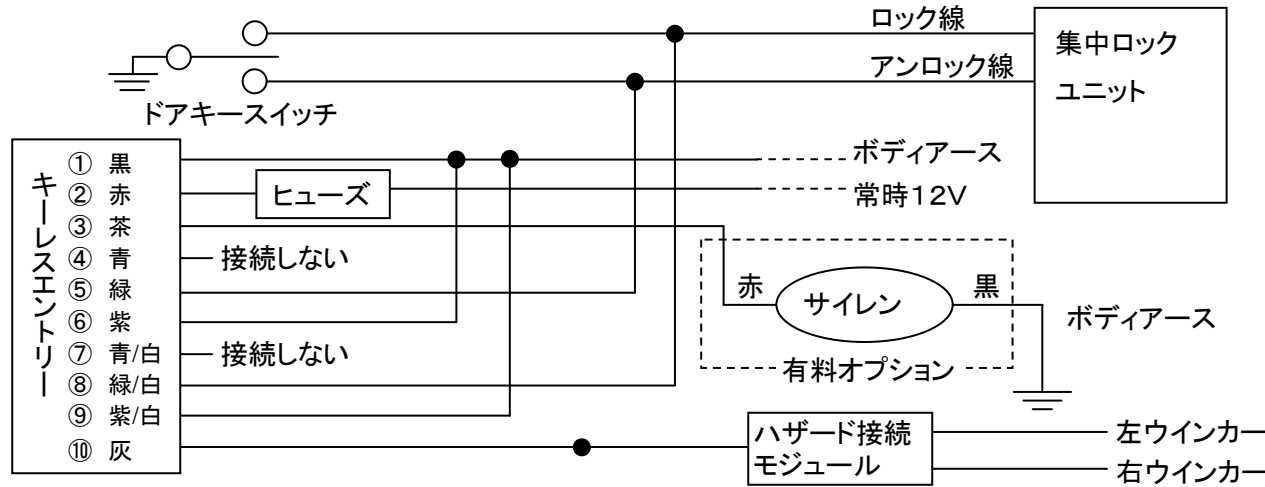 ロック線
集中ロック
ユニット
アンロック線
ドアキースイッチ
キーレスエントリー
① 黒
② 赤
③ 茶
④ 青
⑤ 緑
⑥ 紫
⑦ 青/白
⑧ 緑/白
⑨ 紫/白
⑩ 灰
ヒューズ
ボディアース
常時12V
接続しない
接続しない
赤
サイレン
黒
ボディアース
有料オプション
ハザード接続
モジュール
左ウインカー
右ウインカー